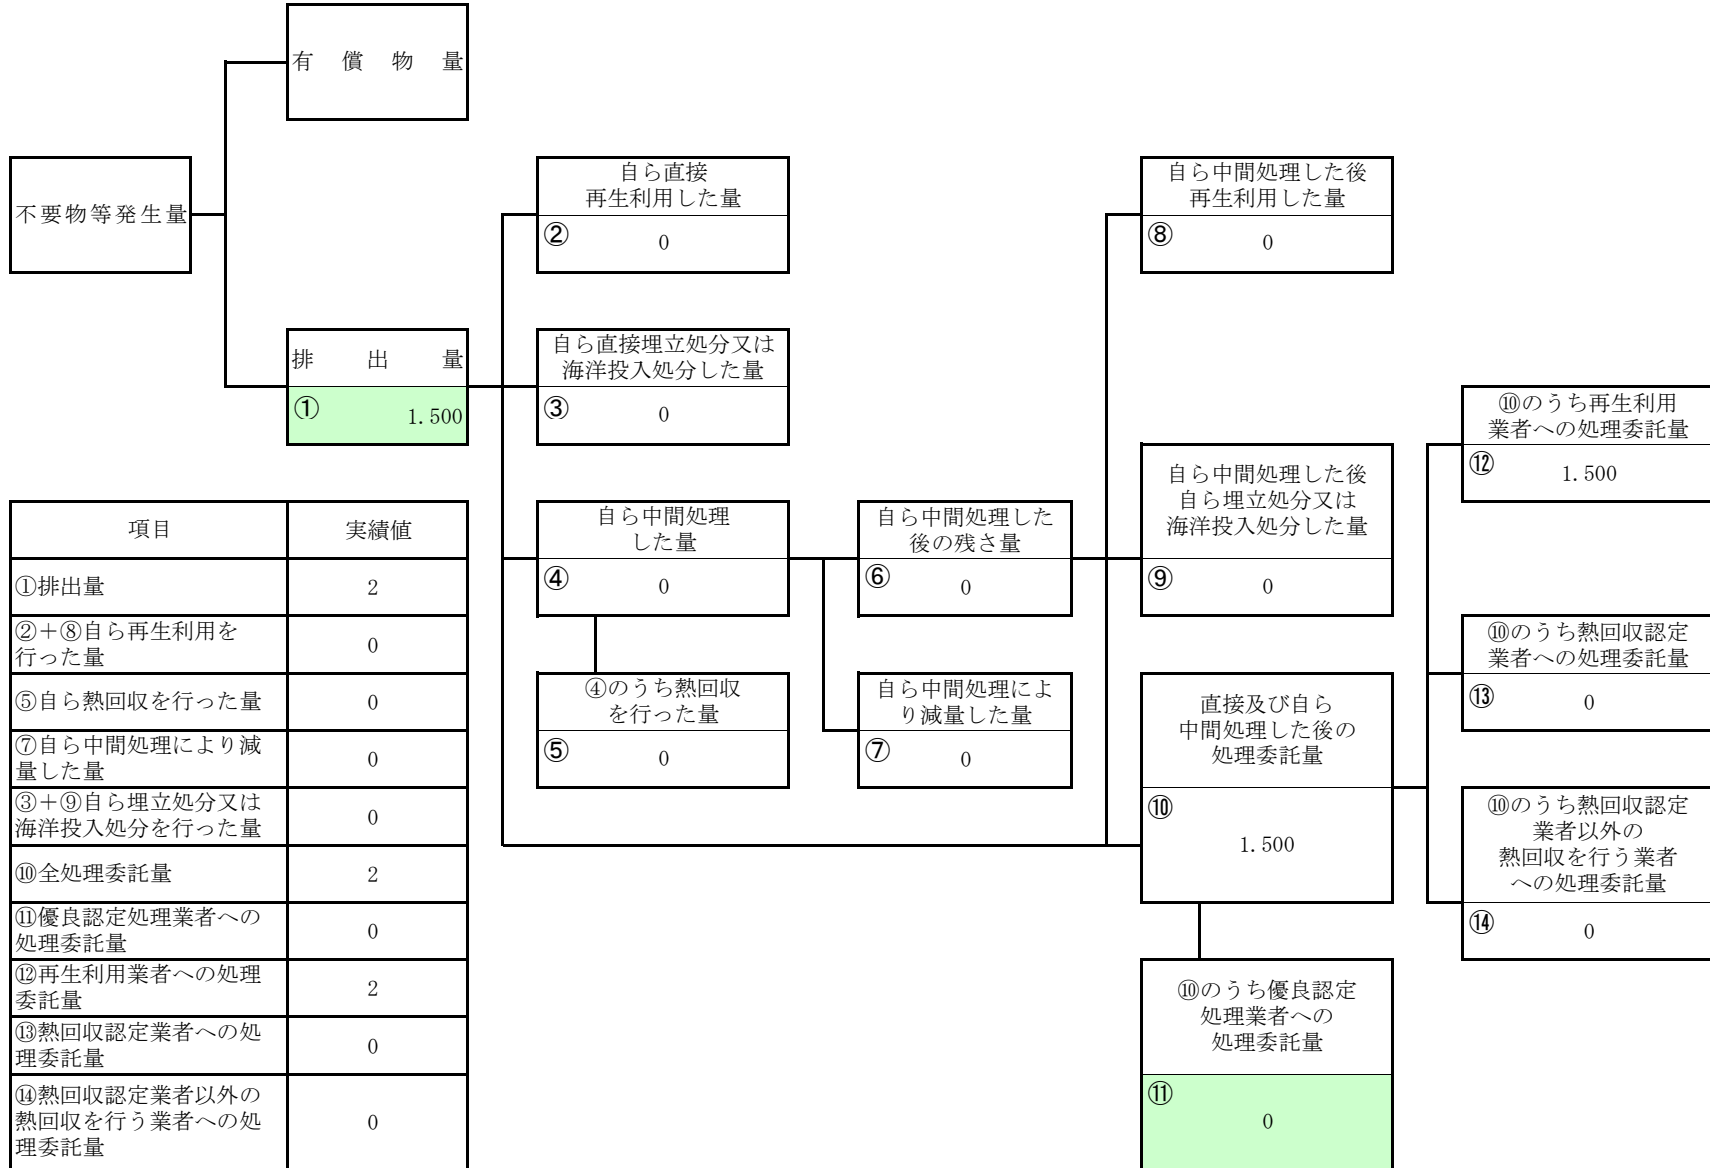 有償物量
不要物等発生量
排出量
① 1.500
自ら直接
再生利用した量
② 0
自ら直接埋立処分又は
海洋投入処分した量
③ 0
自ら中間処理
した量
④ 0
④のうち熱回収
を行った量
⑤ 0
自ら中間処理した
後の残さ量
⑥ 0
自ら中間処理によ
り減量した量
⑦ 0
自ら中間処理した後
再生利用した量
⑧ 0
自ら中間処理した後
自ら埋立処分又は
海洋投入処分した量
⑨ 0
直接及び自ら
中間処理した後の
処理委託量
⑩
1.500
⑩のうち優良認定
処理業者への
処理委託量
⑪
0
⑩のうち再生利用
業者への処理委託量
⑫ 1.500
⑩のうち熱回収認定
業者への処理委託量
⑬ 0
⑩のうち熱回収認定
業者以外の
熱回収を行う業者
への処理委託量
⑭ 0
項目 実績値
①排出量 2
②+⑧自ら再生利用を
行った量 0
⑤自ら熱回収を行った量 0
⑦自ら中間処理により減
量した量 0
③+⑨自ら埋立処分又は
海洋投入処分を行った量 0
⑩全処理委託量 2
⑪優良認定処理業者への
処理委託量 0
⑫再生利用業者への処理
委託量 2
⑬熱回収認定業者への処
理委託量 0
⑭熱回収認定業者以外の
熱回収を行う業者への処 0
理委託量